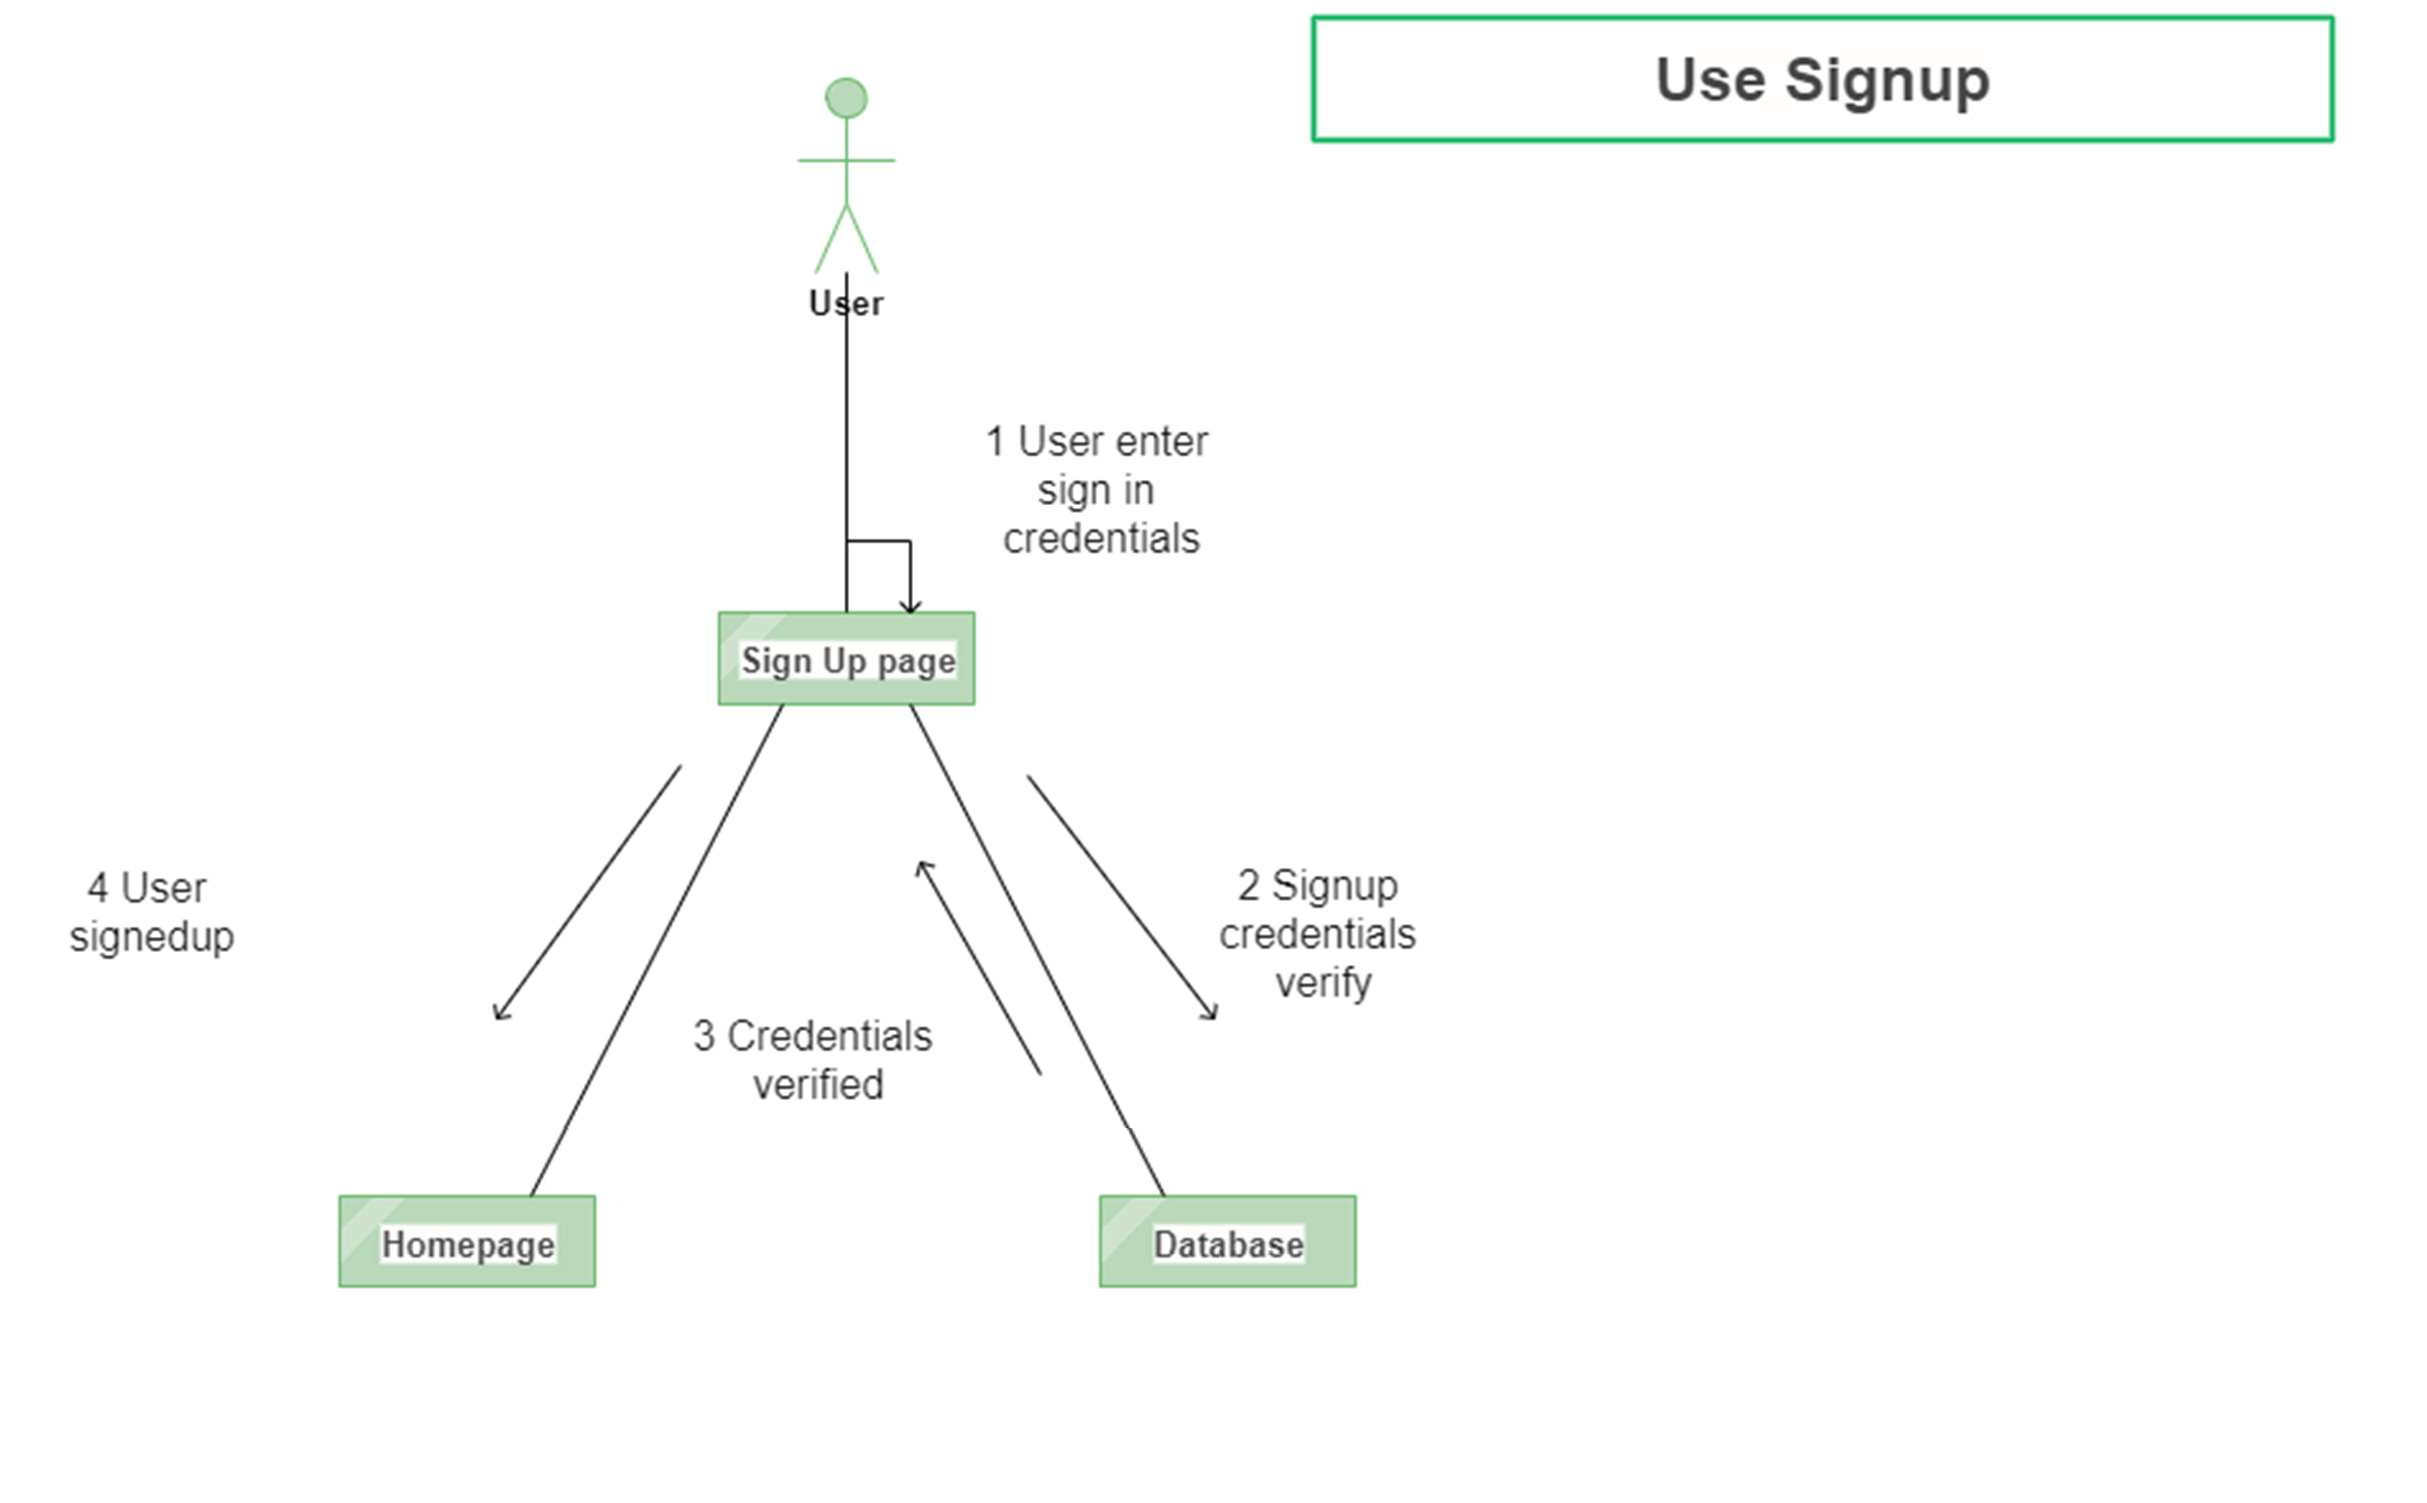 Use Signup
User
1 User enter
sign in
credentials
Sign Up page
4 User
signedup
2 Signup
credentials
verify
3 Credentials
verified
Homepage
Database